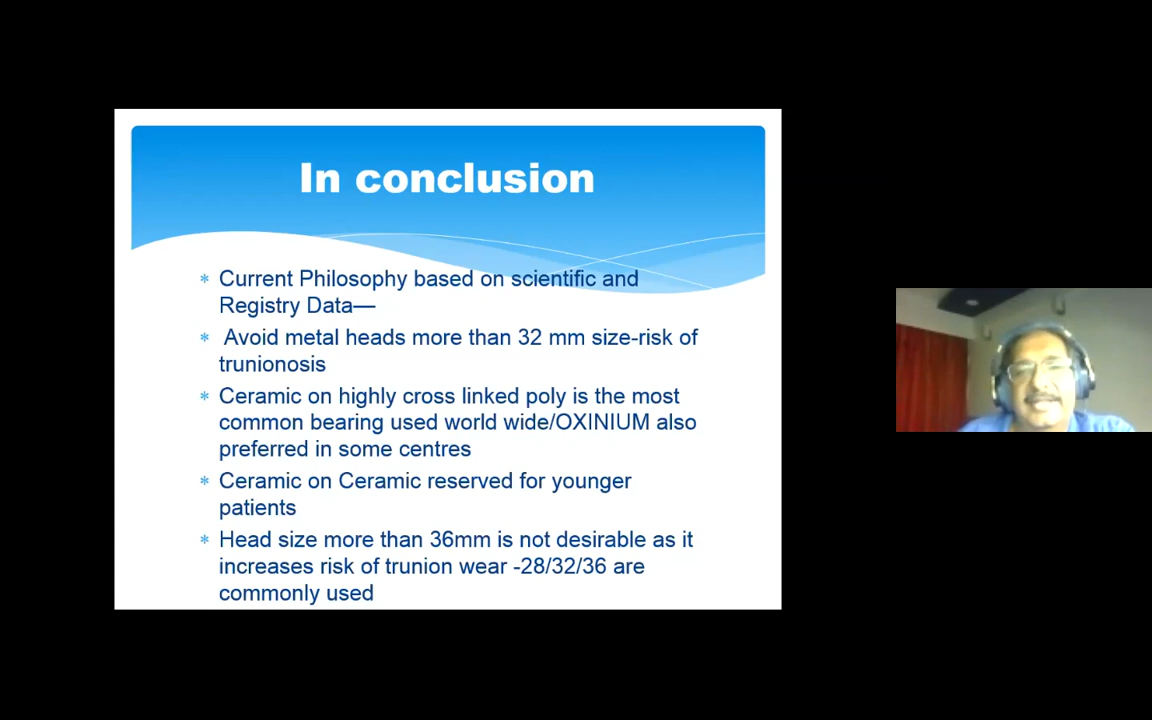 In conclusion
* Current Philosophy based on scientific and
Registry Data—
* Avoid metal heads more than 32 mm size-risk of
trunionosis
* Ceramic on highly cross linked poly is the most
common bearing used world wide/OXINIUM also
preferred in some centres
* Ceramic on Ceramic reserved for younger
patients
* Head size more than 36mm is not desirable as it
increases risk of trunion wear -28/32/36 are
commonly used